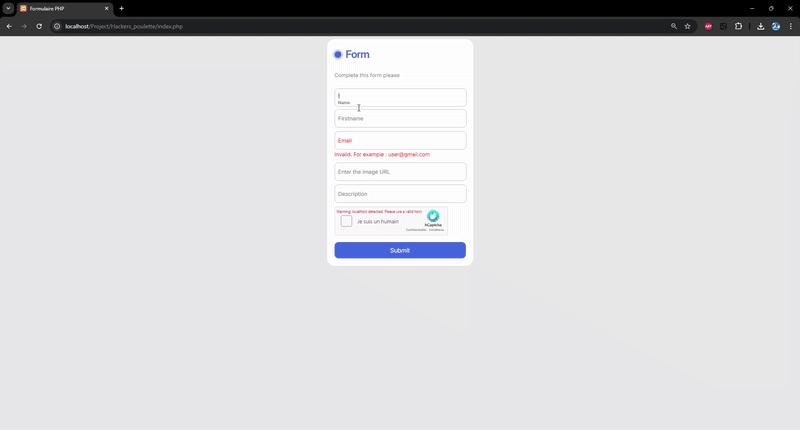 Formulaire PHP
localhost/Project/Hackers_poulette/index.php
Form
Complete this form please
Name
Firstname
Email
Invalid. For example : user@gmail.com
Enter the image URL
Description
Warning: localhost detected. Please use a valid host.
Je suis un humain
hCaptcha
Confidentialité - Conditions
Submit